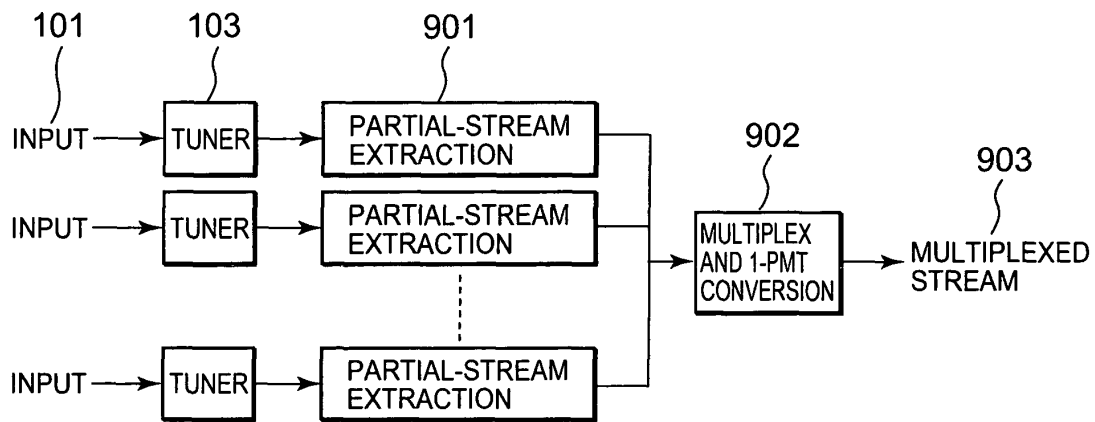 101
103
901
INPUT
TUNER
PARTIAL-STREAM
EXTRACTION
902
903
INPUT
TUNER
PARTIAL-STREAM
EXTRACTION
MULTIPLEX
AND 1-PMT
CONVERSION
MULTIPLEXED
STREAM
INPUT
TUNER
PARTIAL-STREAM
EXTRACTION